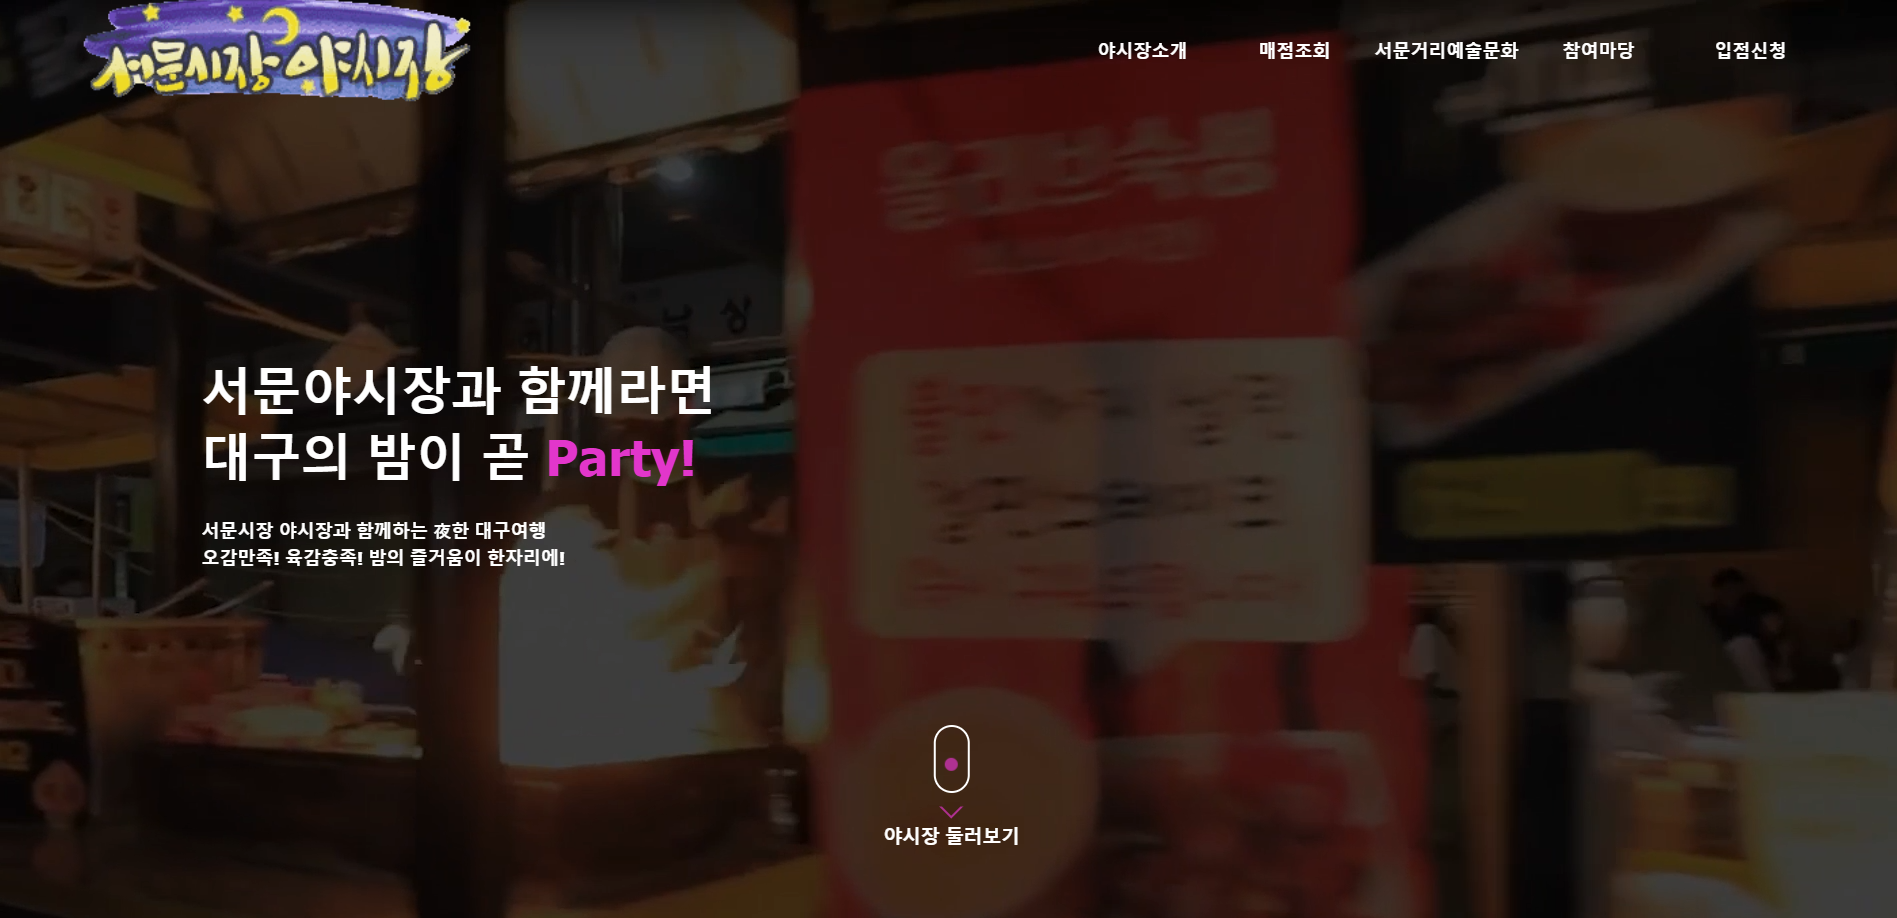 서문시장 야시장
야시장소개 매점조회 서문거리예술문화 참여마당 입점신청
서문야시장과 함께라면
대구의 밤이 곧 Party!
서문시장 야시장과 함께하는 夜한 대구여행
오감만족! 육감충족! 밤의 즐거움이 한자리에!
야시장 둘러보기